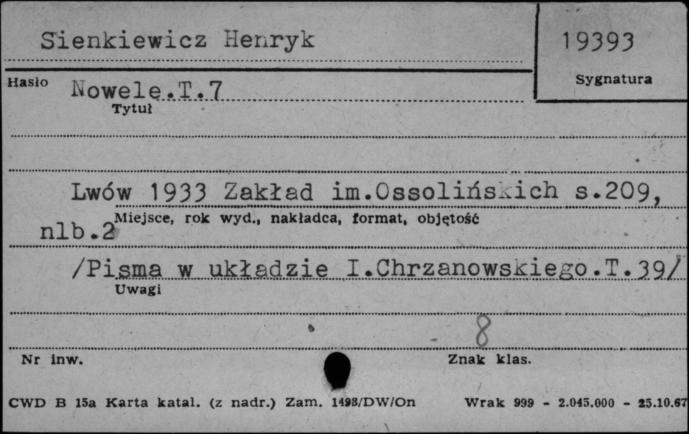 Sienkiewicz Henryk
19393
Sygnatura
Hasło
Nowele.T.7
Tytuł
Lwów 1933 Zakład im.Ossolińskich s.209,
Miejsce, rok wyd., nakładca, format, objętość
nlb.2
/Pisma w układzie I.Chrzanowskiego.T.39/
Uwagi
8
Nr inw.
Znak klas.
CWD B 15a Karta katal. (z nadr.) Zam. 1498/DW/On Wrak 999 - 2.045.000 - 25.10.67